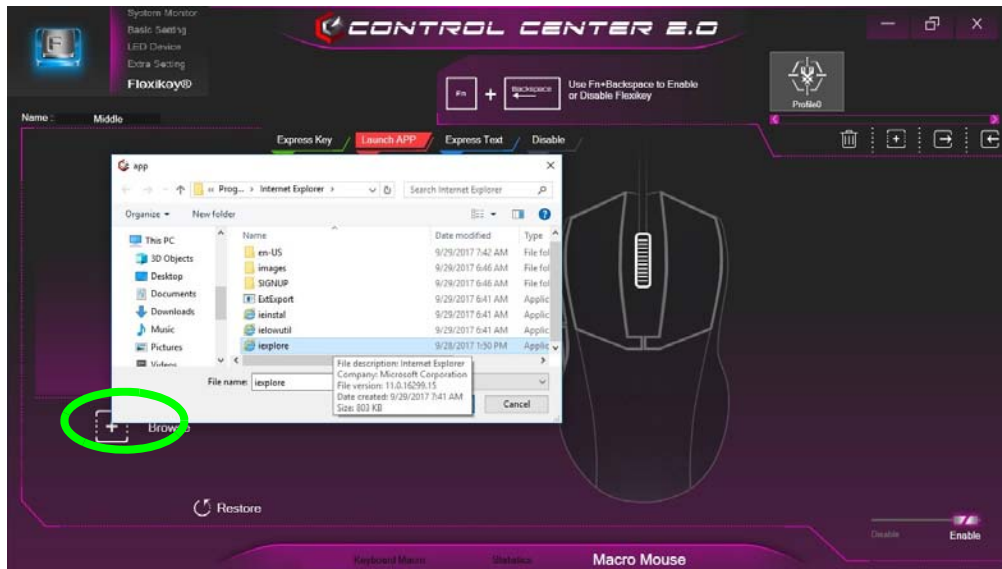 System Monitor
Basic Setting
LED Device
Extra Setting
Flexikey®
CONTROL CENTER 2.0
Fn + Backspace
Use Fn+Backspace to Enable
or Disable Flexikey
Profile0
Name : Middle
Express Key / Launch APP / Express Text / Disable
app
« Prog... › Internet Explorer ›
Search Internet Explorer
Organize
New folder
Name Date modified Type
This PC
3D Objects
Desktop
Documents
Downloads
Music
Pictures
Videos
en-US 9/29/2017 7:42 AM File fol
images 9/29/2017 6:46 AM File fol
SIGNUP 9/29/2017 6:46 AM File fol
ExtExport 9/29/2017 6:41 AM Applic
ieinstal 9/29/2017 6:41 AM Applic
ielowutil 9/29/2017 6:41 AM Applic
iexplore 9/28/2017 1:50 PM Applic
File description: Internet Explorer
Company: Microsoft Corporation
File version: 11.0.16299.15
Date created: 9/29/2017 7:41 AM
Size: 803 KB
File name: iexplore
Cancel
Browse
Restore
Disable
Enable
Keyboard Macro
Statistics
Macro Mouse